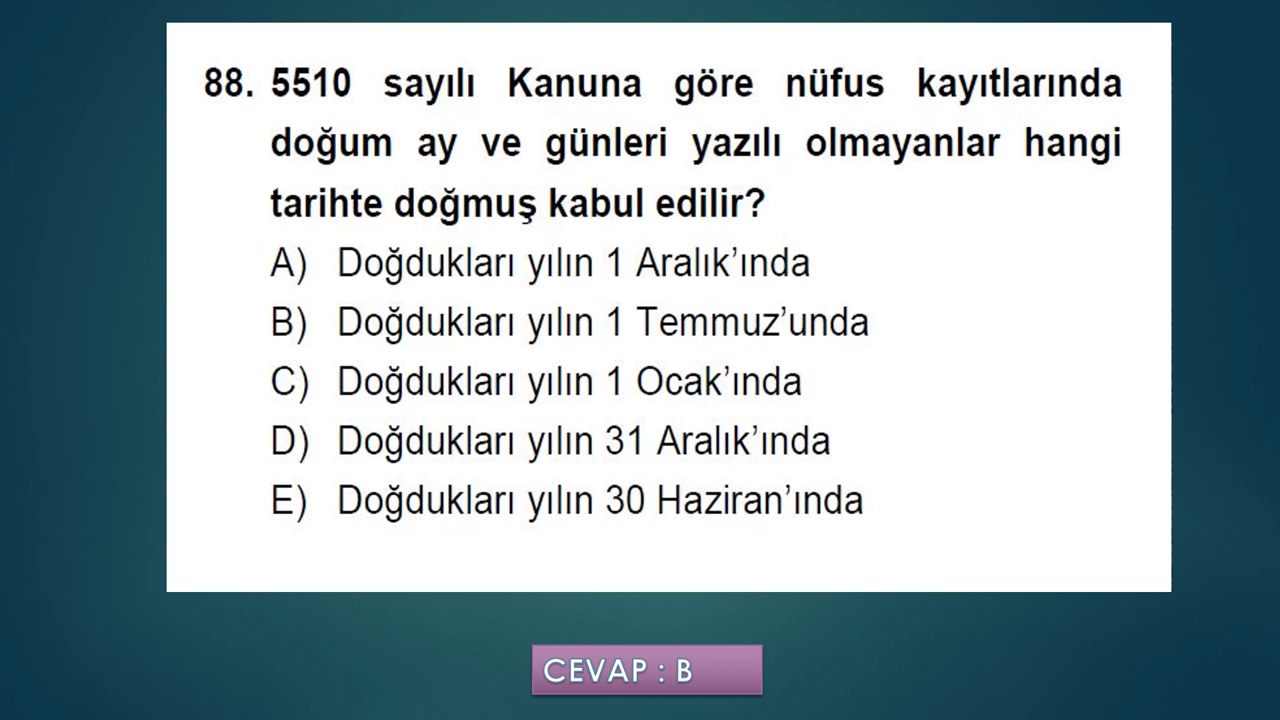 88. 5510 sayılı Kanuna göre nüfus kayıtlarında
doğum ay ve günleri yazılı olmayanlar hangi
tarihte doğmuş kabul edilir?
A) Doğdukları yılın 1 Aralık’ında
B) Doğdukları yılın 1 Temmuz’unda
C) Doğdukları yılın 1 Ocak’ında
D) Doğdukları yılın 31 Aralık’ında
E) Doğdukları yılın 30 Haziran’ında
CEVAP : B